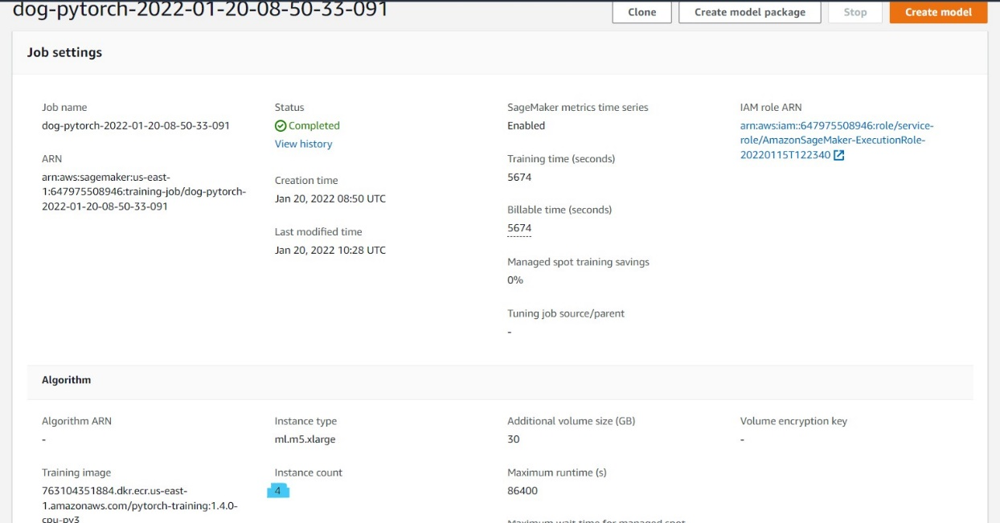 dog-pytorch-2022-01-20-08-50-33-091
Clone
Create model package
Stop
Create model
Job settings
Job name
dog-pytorch-2022-01-20-08-50-33-091
ARN
arn:aws:sagemaker:us-east-
1:647975508946:training-job/dog-pytorch-
2022-01-20-08-50-33-091
Status
Completed
View history
Creation time
Jan 20, 2022 08:50 UTC
Last modified time
Jan 20, 2022 10:28 UTC
SageMaker metrics time series
Enabled
Training time (seconds)
5674
Billable time (seconds)
5674
Managed spot training savings
0%
Tuning job source/parent
-
IAM role ARN
arn:aws:iam::647975508946:role/service-
role/AmazonSageMaker-ExecutionRole-
20220115T122340
Algorithm
Algorithm ARN
-
Training image
763104351884.dkr.ecr.us-east-
1.amazonaws.com/pytorch-training:1.4.0-
cpu-py3
Instance type
ml.m5.xlarge
Instance count
4
Additional volume size (GB)
30
Maximum runtime (s)
86400
Maximum wait time for managed spot
Volume encryption key
-